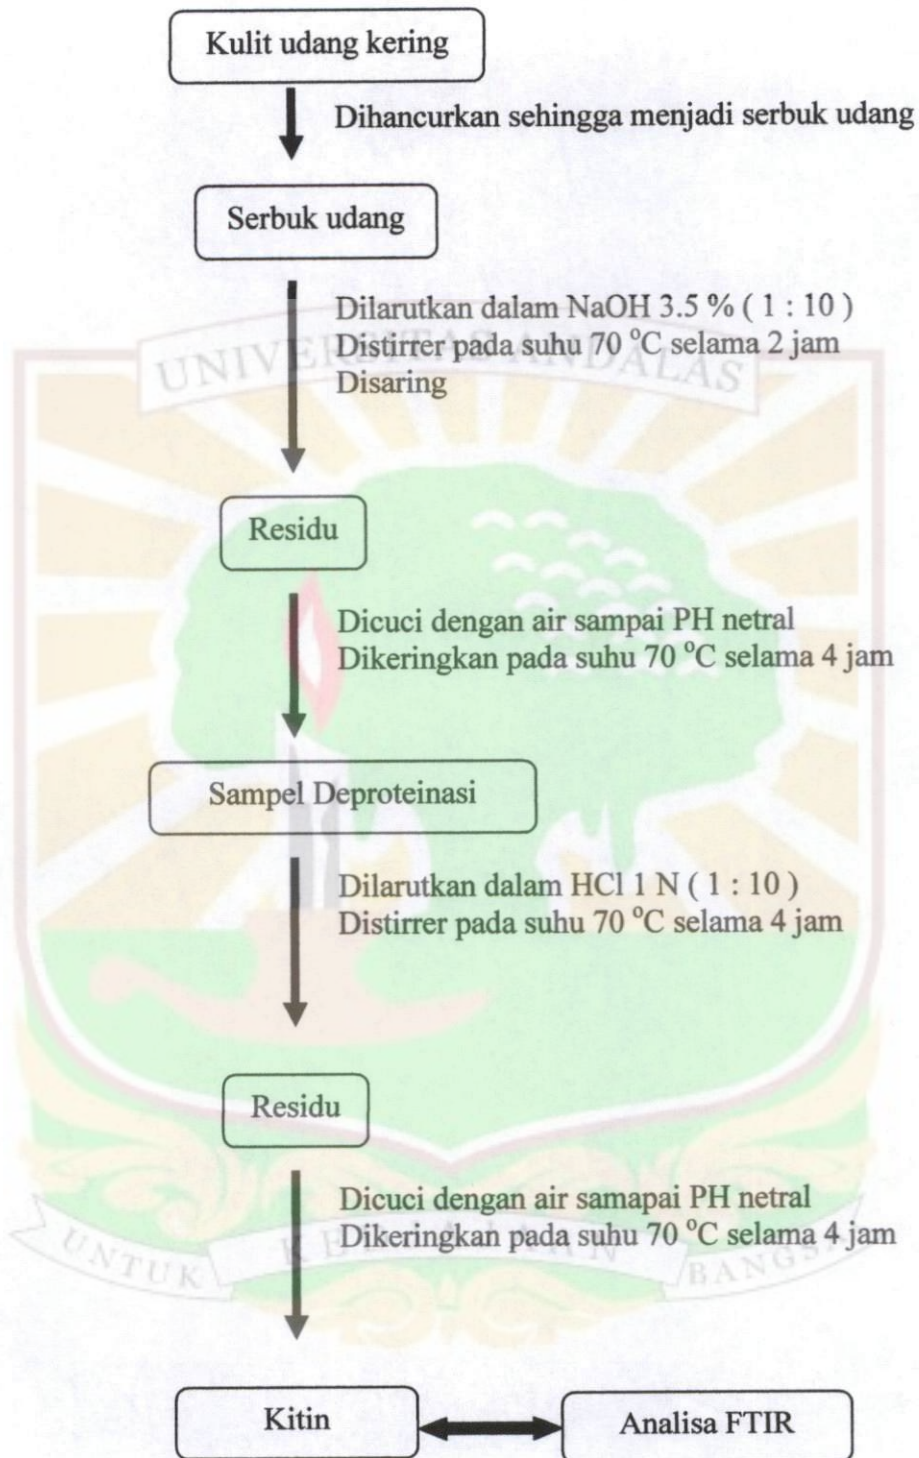 Kulit udang kering
Dihancurkan sehingga menjadi serbuk udang
Serbuk udang
Dilarutkan dalam NaOH 3.5 % ( 1 : 10 )
Distirrer pada suhu 70 °C selama 2 jam
Disaring
UNIVERSITAS ANDALAS
Residu
Dicuci dengan air sampai PH netral
Dikeringkan pada suhu 70 °C selama 4 jam
Sampel Deproteinasi
Dilarutkan dalam HCl 1 N ( 1 : 10 )
Distirrer pada suhu 70 °C selama 4 jam
Residu
Dicuci dengan air samapai PH netral
Dikeringkan pada suhu 70 °C selama 4 jam
UNTUK KEDJAJAAN BANGSA
Kitin
Analisa FTIR